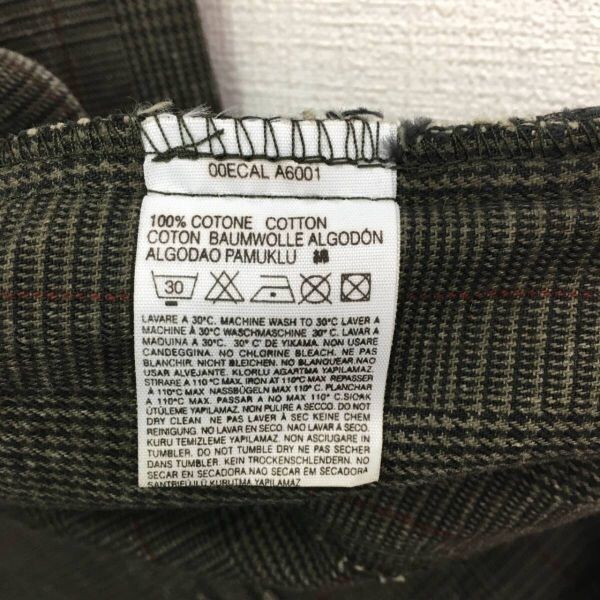 00ECAL A6001
100% COTONE COTTON
COTON BAUMWOLLE ALGODÓN
ALGODAO PAMUKLU
30
LAVARE A 30°C. MACHINE WASH TO 30°C LAVER A
MACHINE À 30°C WASCHMASCHINE 30° C. LAVAR A
MAQUINA A 30°C. 30° C' DE YIKAMA. NON USARE
CANDEGGINA. NO CHLORINE BLEACH. NE PAS
BLANCHIR. NICHT BLEICHEN. NO BLANQUEAR.NAO
USAR ALVEJANTE. KLORLU AGARTMA YAPILAMAZ.
STIRARE A 110°C MAX. IRON AT 110°C MAX REPASSER
À 110°C MAX NASSBÜGELN MAX 110°C. PLANCHAR
A 110°C MAX PASSAR A NO MAX 110°C. SICAK
ÜTÜLEME YAPILIR. NON PULIRE A SECCO. DO NOT
DRY CLEAN NE PAS LAVER À SEC KEINE CHEM
REINIGUNG. NO LAVAR EN SECO. NAO LAVAR À SECO.
KURU TEMIZLEME YAPILAMAZ. NON ASCIUGARE IN
TUMBLER. DO NOT TUMBLE DRY NE PAS SÉCHER
DANS TUMBLER. KEIN TROCKENSCHLENDERN. NO
SECAR EN SECADORA.NAO SECAR EM SECADORA
SANTRIFÜJLÜ KURUTMA YAPILAMAZ